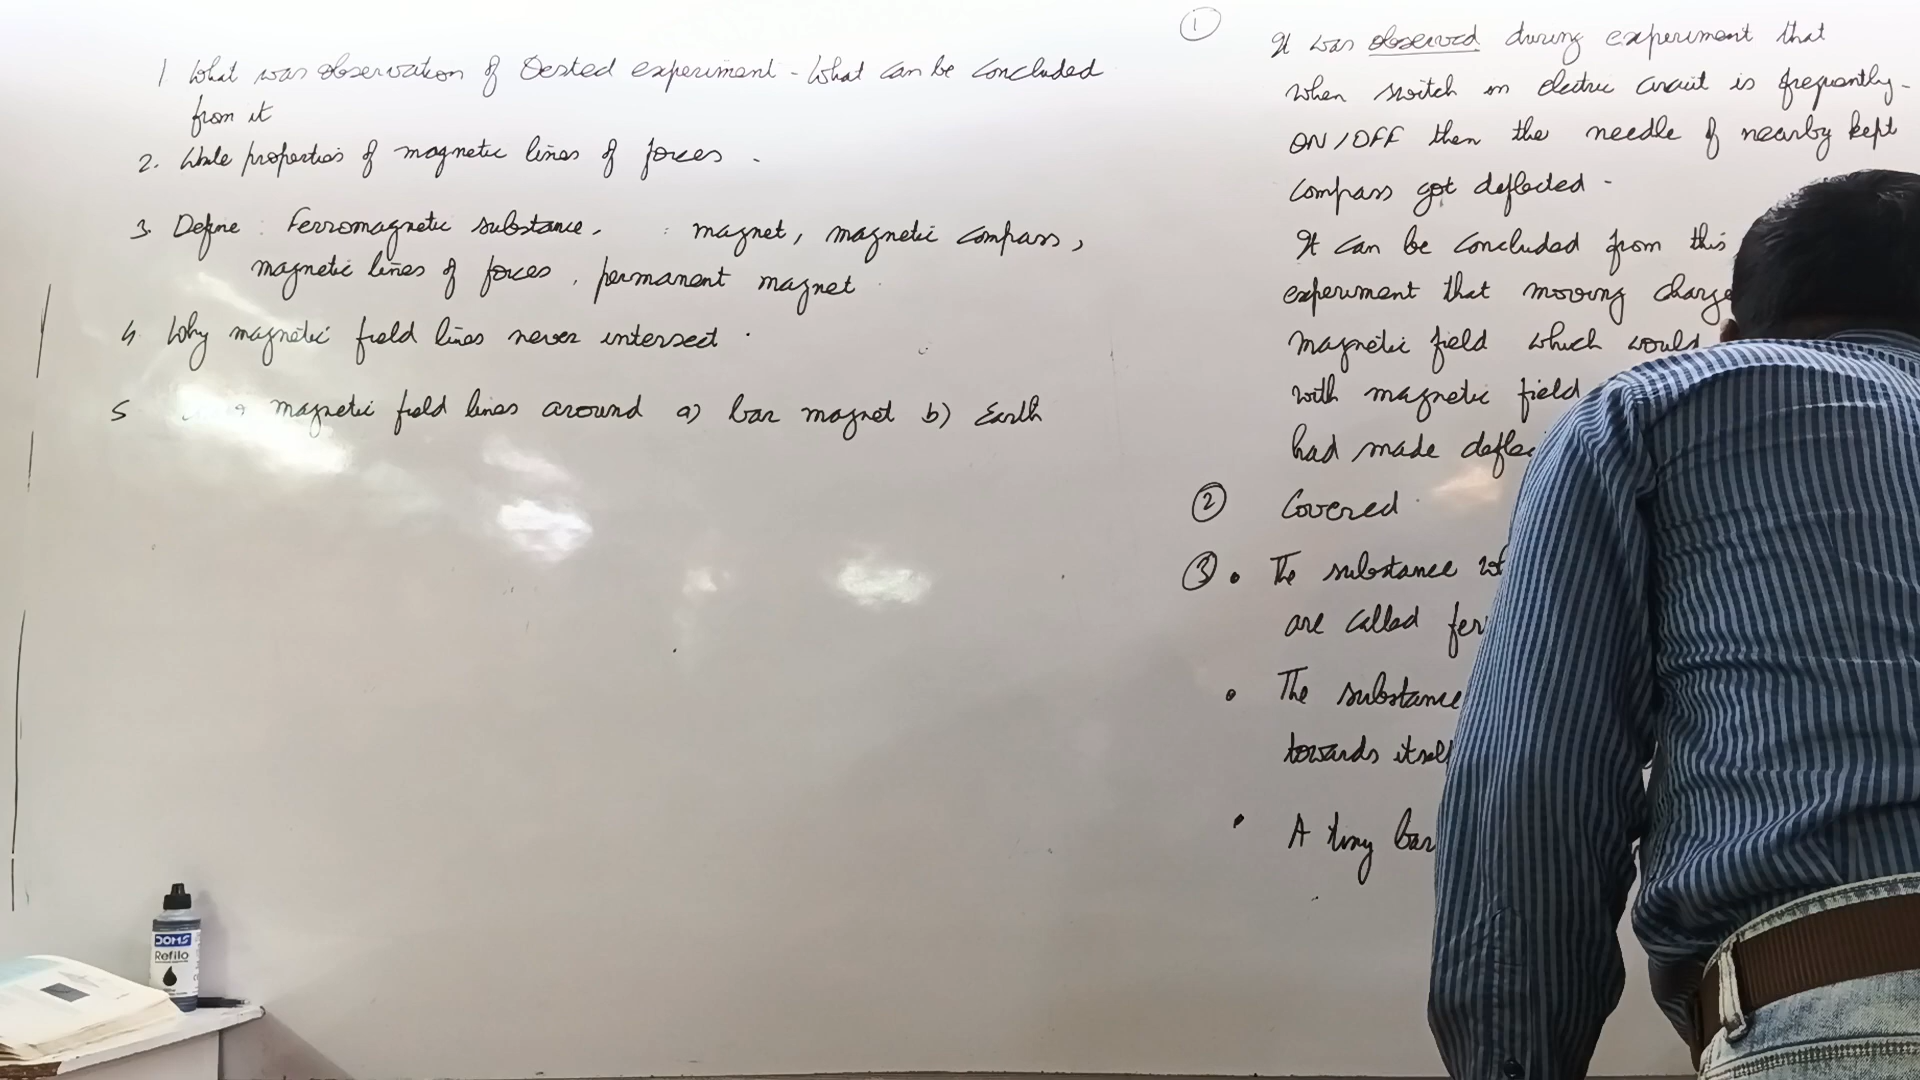 1. What was observation of Oersted experiment - What can be concluded
from it
2. Write properties of magnetic lines of forces .
3. Define : Ferromagnetic substance, : magnet, magnetic compass,
magnetic lines of forces, permanent magnet
4. Why magnetic field lines never intersect .
5 magnetic field lines around a) bar magnet b) Earth
①
It was observed during experiment that
when switch in electric circuit is frequently-
ON/OFF then the needle of nearby kept
compass got deflected -
It can be concluded from this
experiment that moving charge
magnetic field which would
with magnetic field
had made
② Covered
③ • The substance
are called
• The substance
towards itself
• A tiny bar
DOMS
Refilo